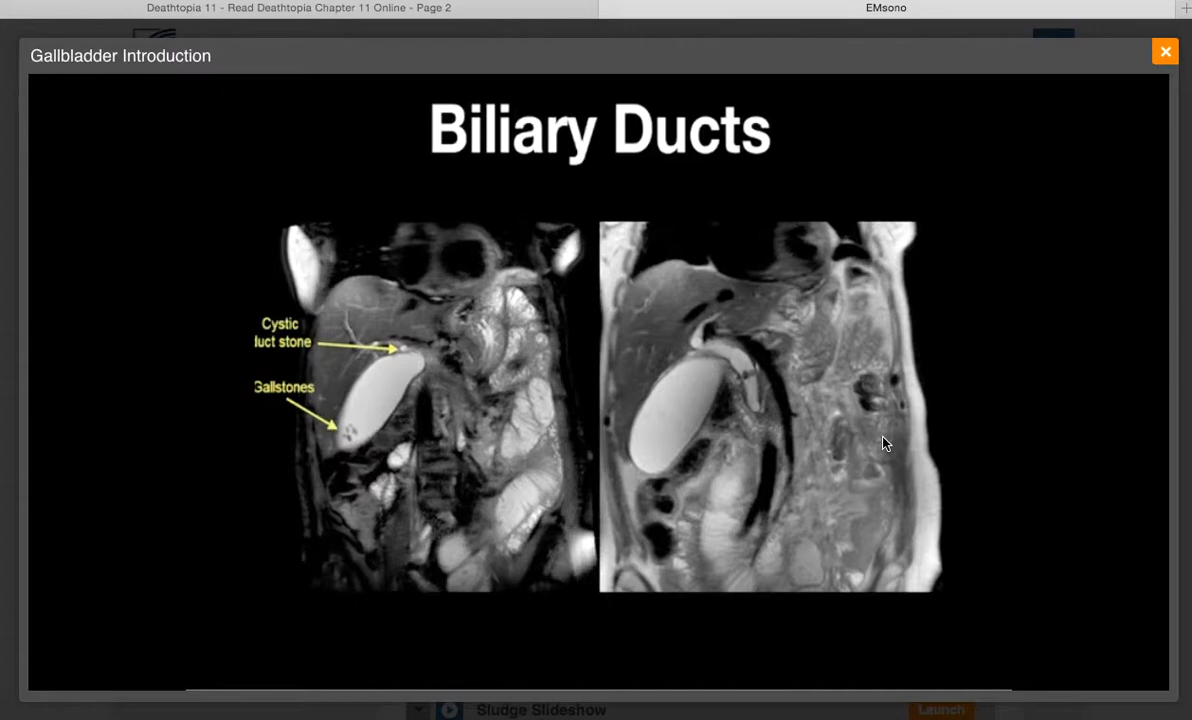 Deathtopia 11 - Read Deathtopia Chapter 11 Online - Page 2
EMsono
Gallbladder Introduction
Biliary Ducts
Cystic
luct stone
Gallstones
Sludge Slideshow
Launch